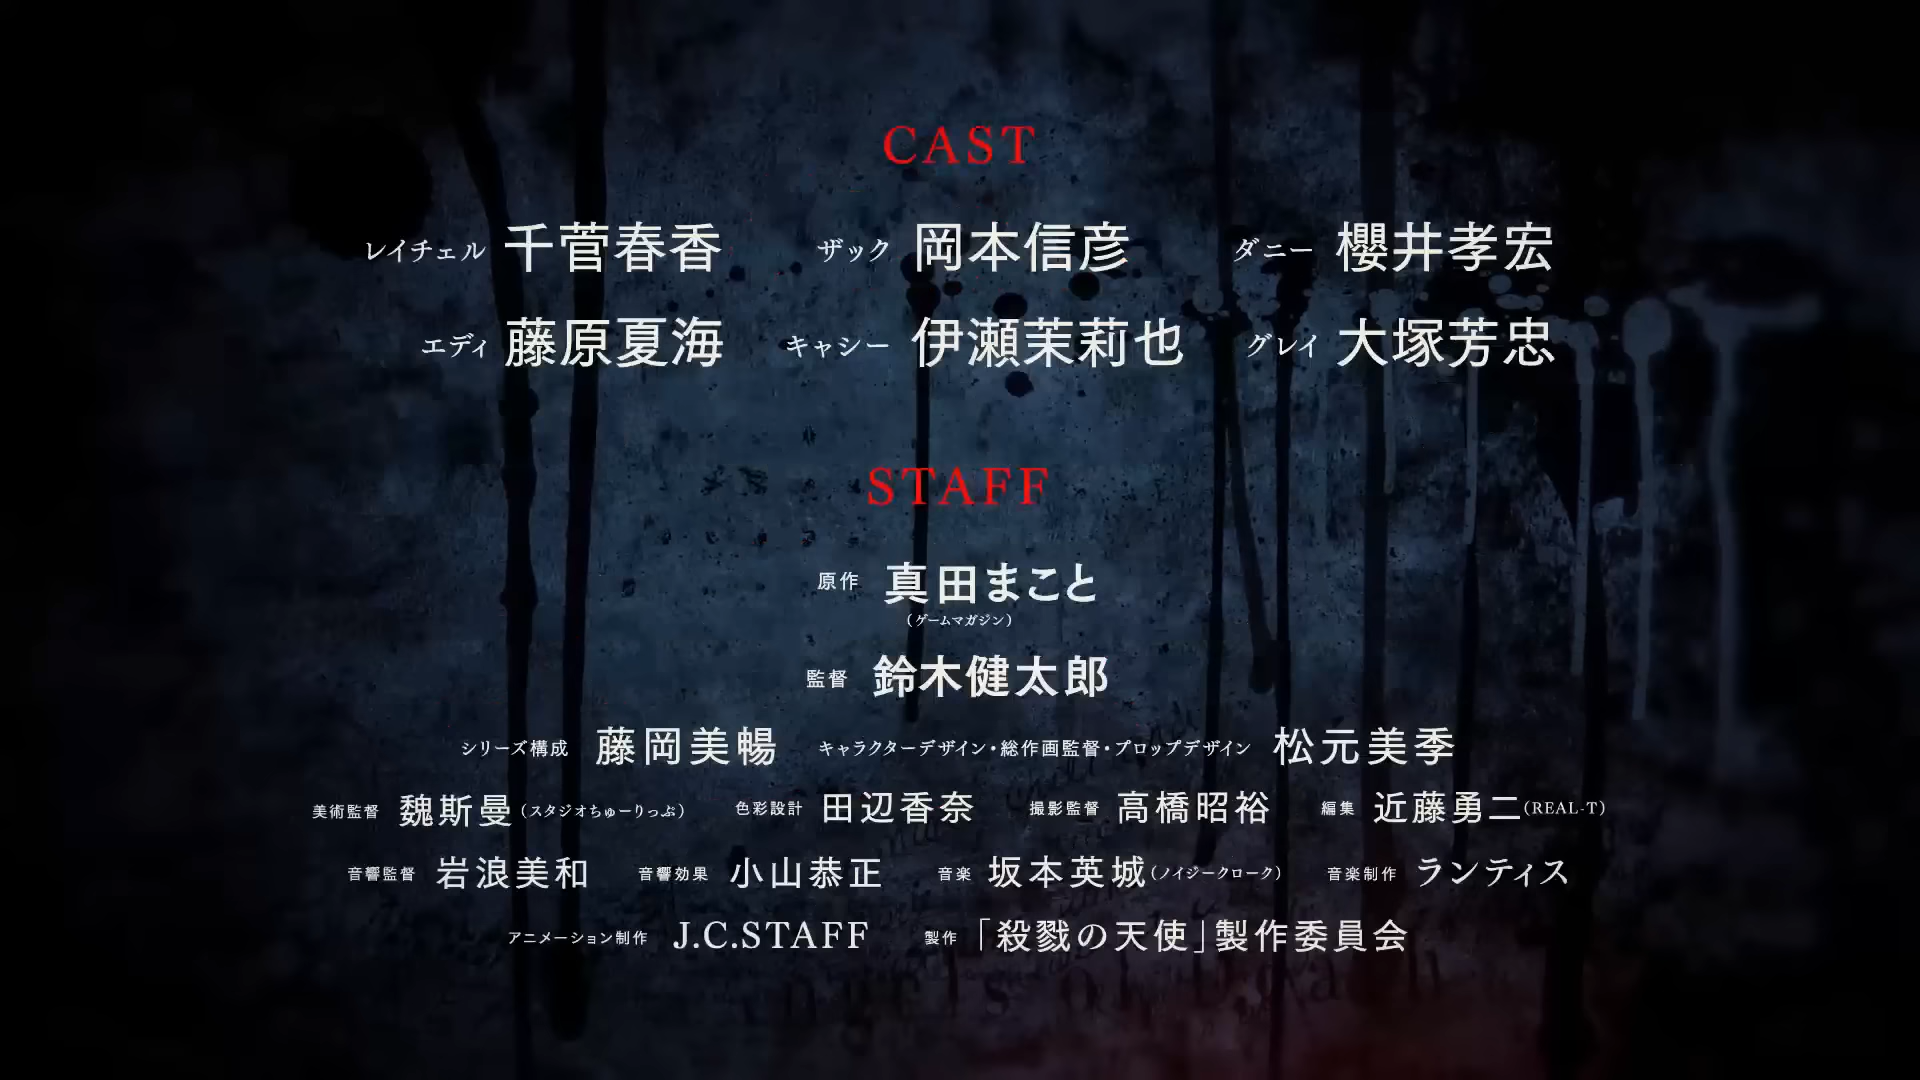 CAST
レイチェル 千菅春香 ザック 岡本信彦 ダニー 櫻井孝宏
エディ 藤原夏海 キャシー 伊瀬茉莉也 グレイ 大塚芳忠
STAFF
原作 真田まこと
（ゲームマガジン）
監督 鈴木健太郎
シリーズ構成 藤岡美暢 キャラクターデザイン・総作画監督・プロップデザイン 松元美季
美術監督 魏斯曼（スタジオちゅーりっぷ） 色彩設計 田辺香奈 撮影監督 高橋昭裕 編集 近藤勇二（REAL-T）
音響監督 岩浪美和 音響効果 小山恭正 音楽 坂本英城（ノイジークローク） 音楽制作 ランティス
アニメーション制作 J.C.STAFF 製作 「殺戮の天使」製作委員会